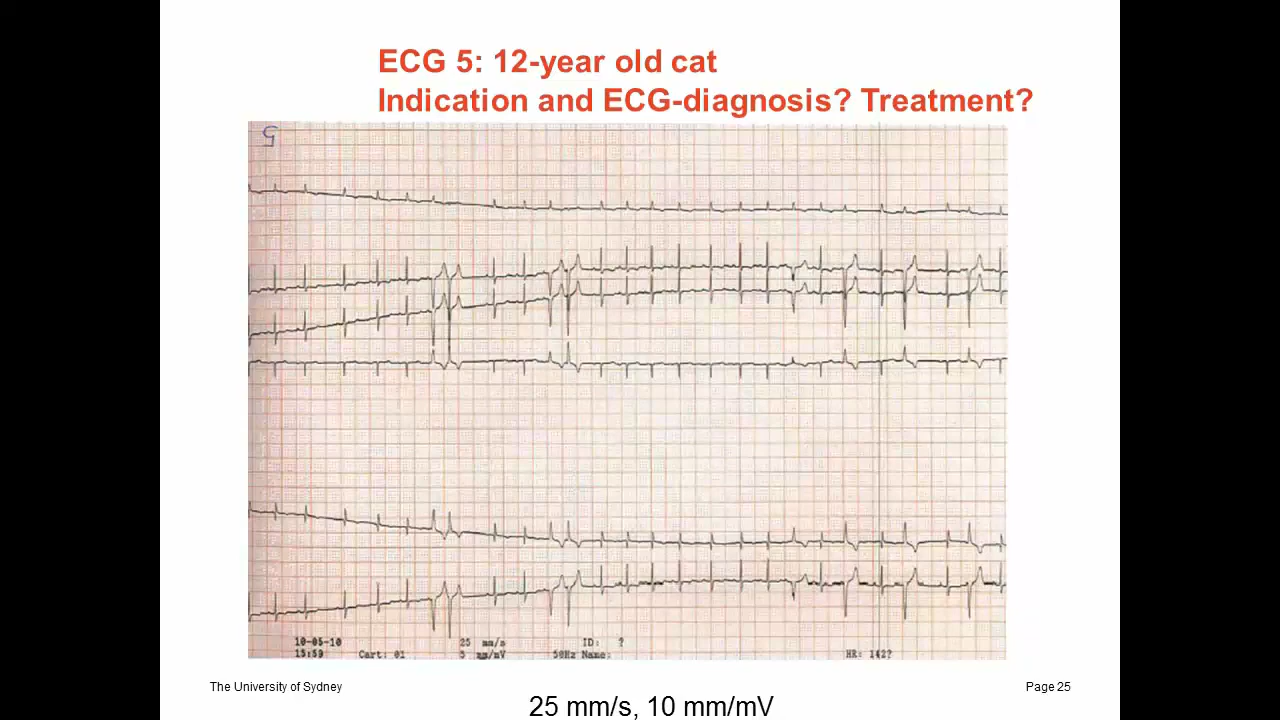 ECG 5: 12-year old cat
Indication and ECG-diagnosis? Treatment?
5
10-05-10 25 mm/s ID: ?
15:59 Cart: 01 5 mm/mV 50Hz Name: HR: 142?
The University of Sydney Page 25
25 mm/s, 10 mm/mV